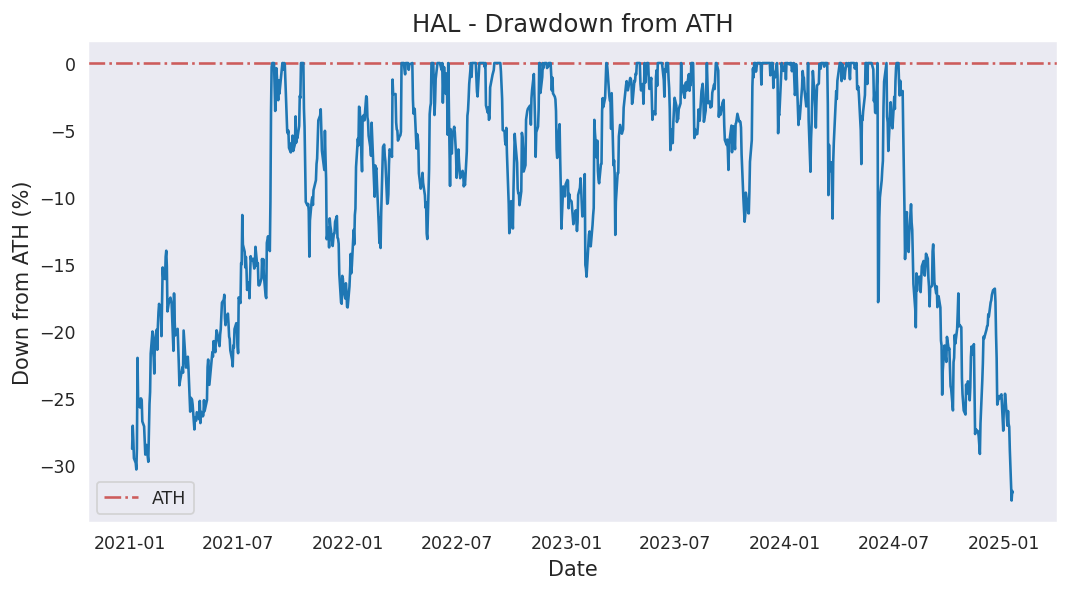 HAL - Drawdown from ATH
Down from ATH (%)
0
−5
−10
−15
−20
−25
−30
ATH
2021-01 2021-07 2022-01 2022-07 2023-01 2023-07 2024-01 2024-07 2025-01
Date